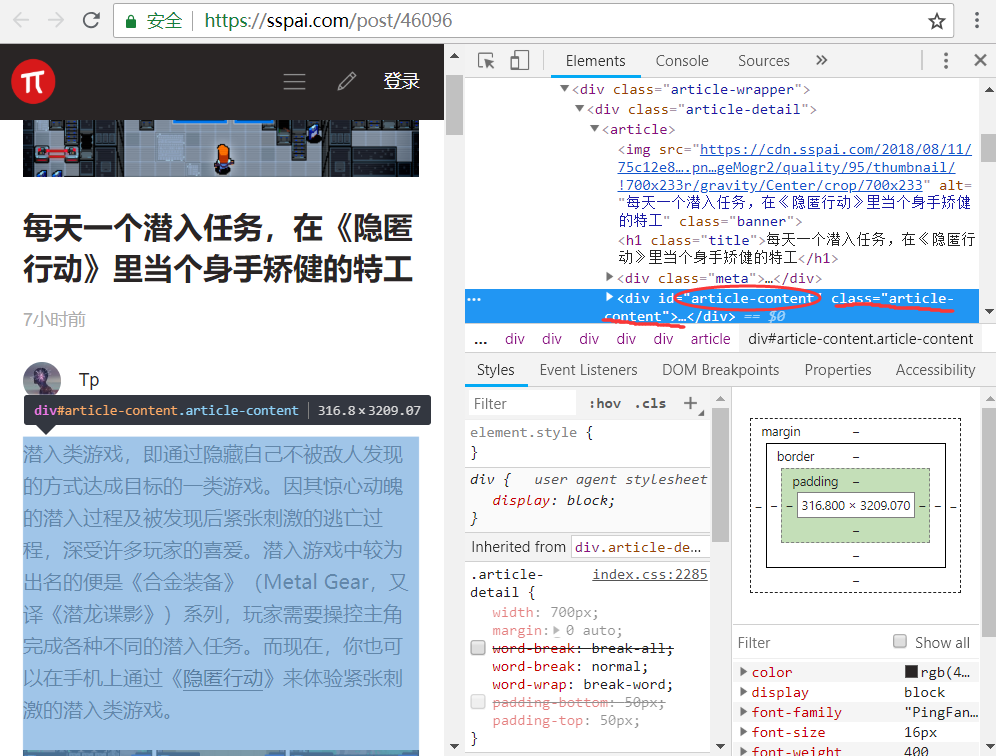 安全 https://sspai.com/post/46096
登录
每天一个潜入任务，在《隐匿
行动》里当个身手矫健的特工
7小时前
Tp
div#article-content.article-content 316.8×3209.07
潜入类游戏，即通过隐藏自己不被敌人发现
的方式达成目标的一类游戏。因其惊心动魄
的潜入过程及被发现后紧张刺激的逃亡过
程，深受许多玩家的喜爱。潜入游戏中较为
出名的便是《合金装备》（Metal Gear，又
译《潜龙谍影》）系列，玩家需要操控主角
完成各种不同的潜入任务。而现在，你也可
以在手机上通过《隐匿行动》来体验紧张刺
激的潜入类游戏。
Elements Console Sources »
<div class="article-wrapper">
<div class="article-detail">
<article>
<img src="https://cdn.sspai.com/2018/08/11/
75c12e8….pn…geMogr2/quality/95/thumbnail/
!700x233r/gravity/Center/crop/700x233" alt=
"每天一个潜入任务，在《隐匿行动》里当个身手矫健
的特工" class="banner">
<h1 class="title">每天一个潜入任务，在《隐匿行
动》里当个身手矫健的特工</h1>
<div class="meta">…</div>
… <div id="article-content" class="article-
content">…</div> == $0
... div div div div div article div#article-content.article-content
Styles Event Listeners DOM Breakpoints Properties Accessibility
Filter :hov .cls +
element.style {
}
div { user agent stylesheet
display: block;
}
Inherited from div.article-de…
.article- index.css:2285
detail {
width: 700px;
margin: 0 auto;
word-break: break-all;
word-break: normal;
word-wrap: break-word;
padding-bottom: 50px;
padding-top: 50px;
}
margin –
border –
padding –
– – – 316.800 × 3209.070 – – –
–
–
–
Filter Show all
color rgb(4…
display block
font-family "PingFan…
font-size 16px
font-weight 400